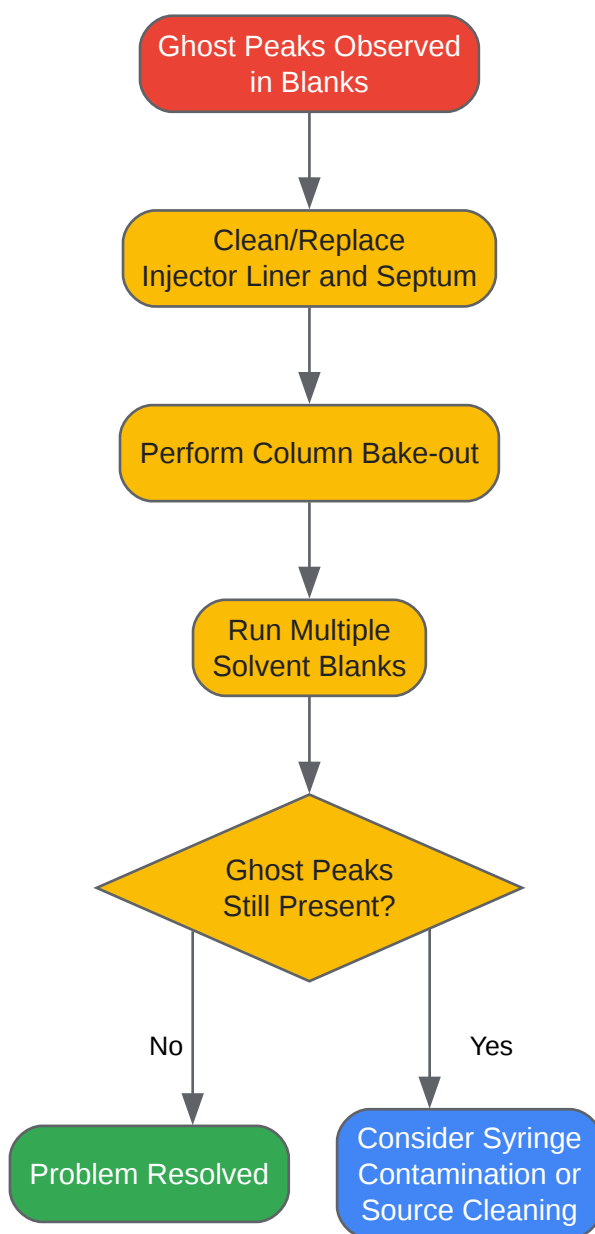 Ghost Peaks Observed
in Blanks
Clean/Replace
Injector Liner and Septum
Perform Column Bake-out
Run Multiple
Solvent Blanks
Ghost Peaks
Still Present?
No
Yes
Problem Resolved
Consider Syringe
Contamination or
Source Cleaning